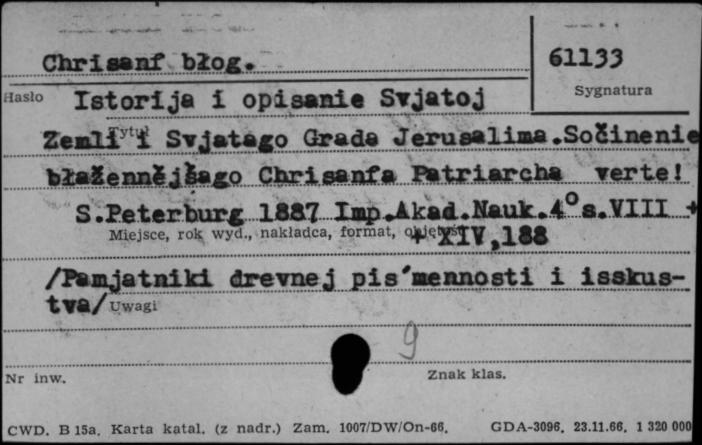 Chrisanf błog.
61133
Hasło
Sygnatura
Istorija i opisanie Svjatoj
Zemli i Svjatago Grada Jerusalima.Sočinenie
Tytuł
błažennějšago Chrisanfa Patriarcha verte!
S.Peterburg 1887 Imp.Akad.Nauk.4°s.VIII +
Miejsce, rok wyd., nakładca, format, objętość
+ XIV,188
/Pamjatniki drevnej pis'mennosti i isskus-
tva/
Uwagi
9
Nr inw.
Znak klas.
CWD. B 15a. Karta katal. (z nadr.) Zam. 1007/DW/On-66. GDA-3096. 23.11.66. 1 320 000